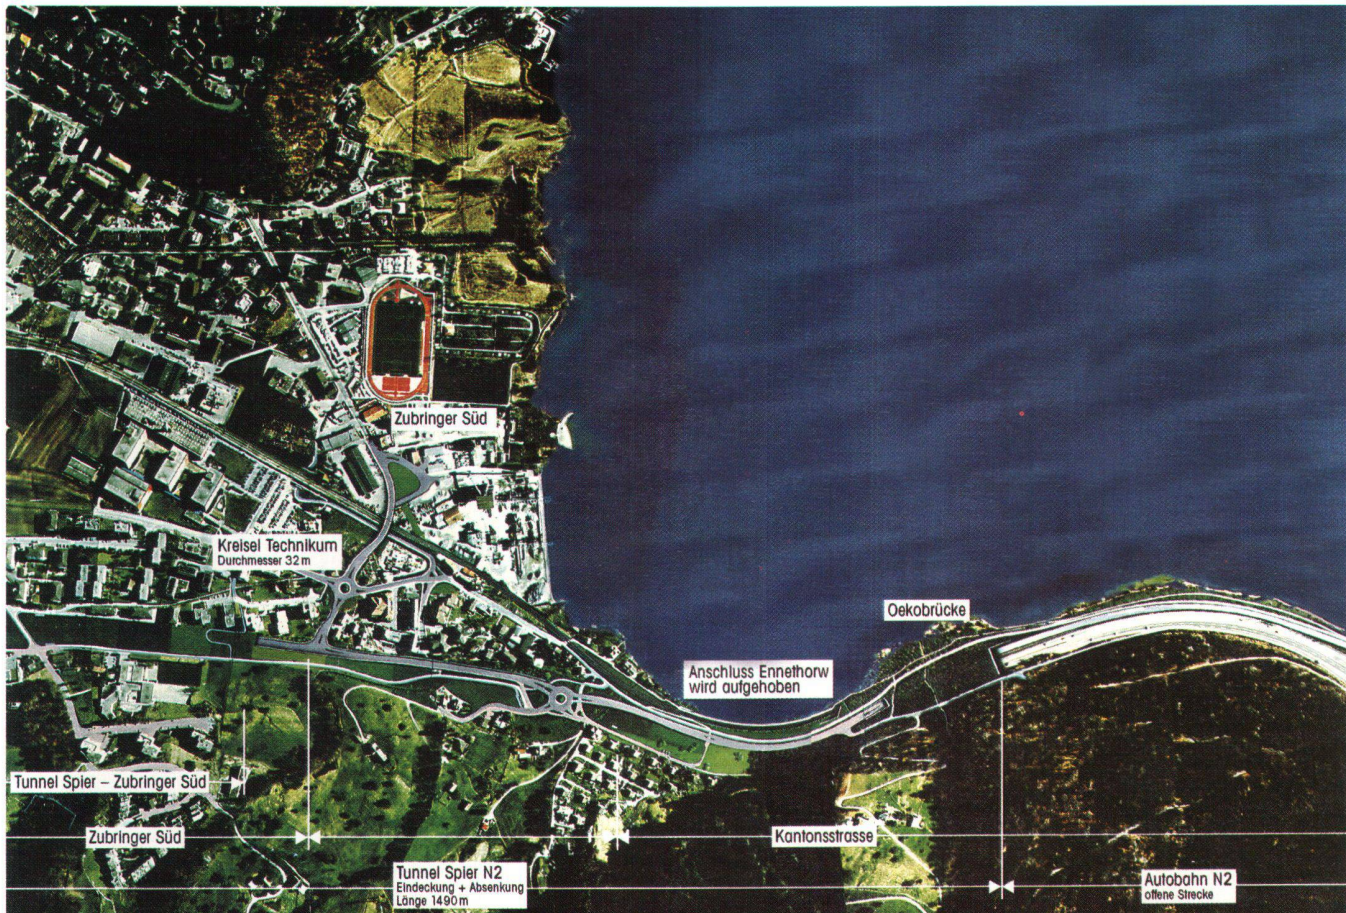 Zubringer Süd
Kreisel Technikum
Durchmesser 32 m
Oekobrücke
Anschluss Ennethorw
wird aufgehoben
Tunnel Spier – Zubringer Süd
Zubringer Süd
Kantonsstrasse
Tunnel Spier N2
Eindeckung + Absenkung
Länge 1490 m
Autobahn N2
offene Strecke